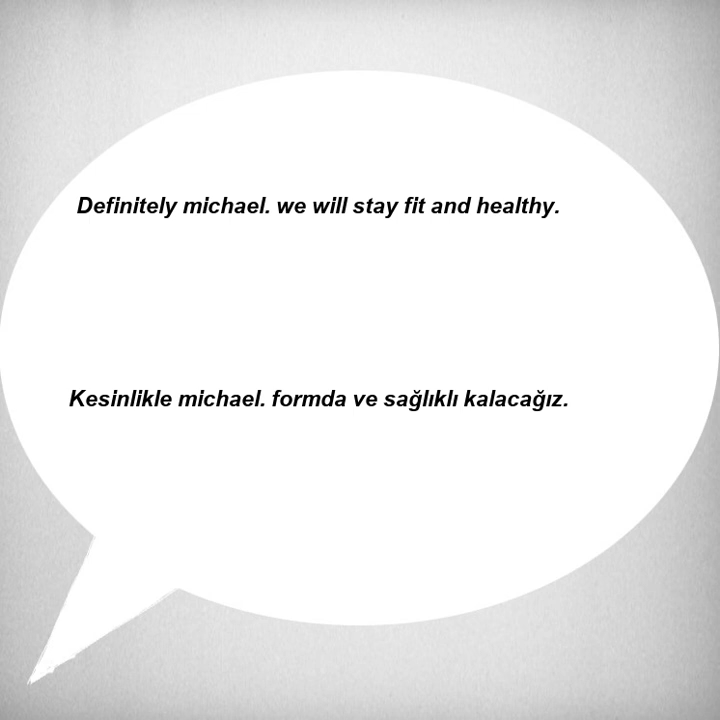 Definitely michael. we will stay fit and healthy.
Kesinlikle michael. formda ve sağlıklı kalacağız.